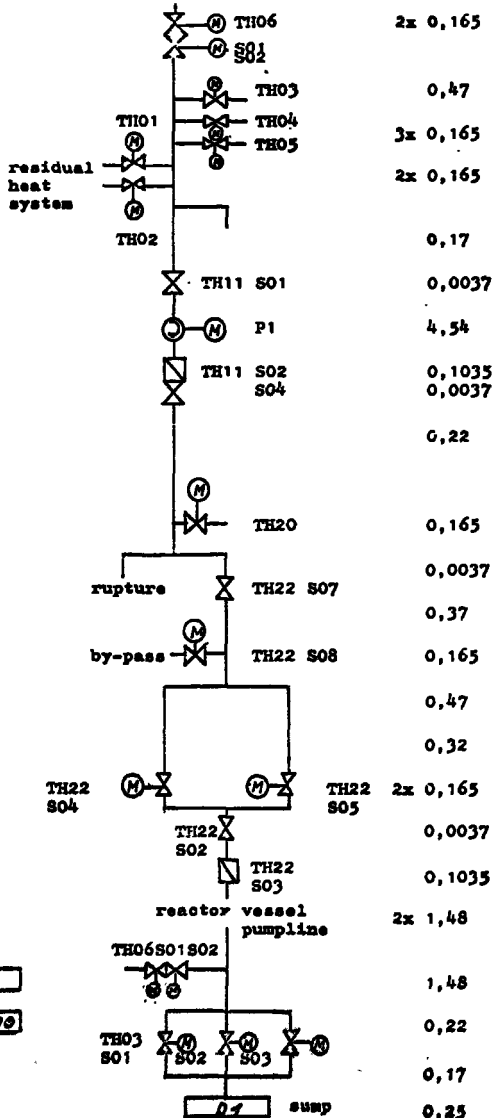 TH06 2x 0,165
M
S01
M S02
M
TH03 0,47
TH04
M
TH05 3x 0,165
M
TH01
M
residual heat system 2x 0,165
M
TH02 0,17
TH11 S01 0,0037
M P1 4,54
TH11 S02 0,1035
S04 0,0037
0,22
M
TH20 0,165
0,0037
rupture TH22 S07
0,37
M
by-pass TH22 S08 0,165
0,47
0,32
TH22 S04 M M TH22 S05 2x 0,165
TH22 S02 0,0037
TH22 S03 0,1035
reactor vessel 2x 1,48
pumpline
TH06S01S02
M M 1,48
0,22
TH03 S01 M S02 M S03 M
0,17
01 sump 0,25